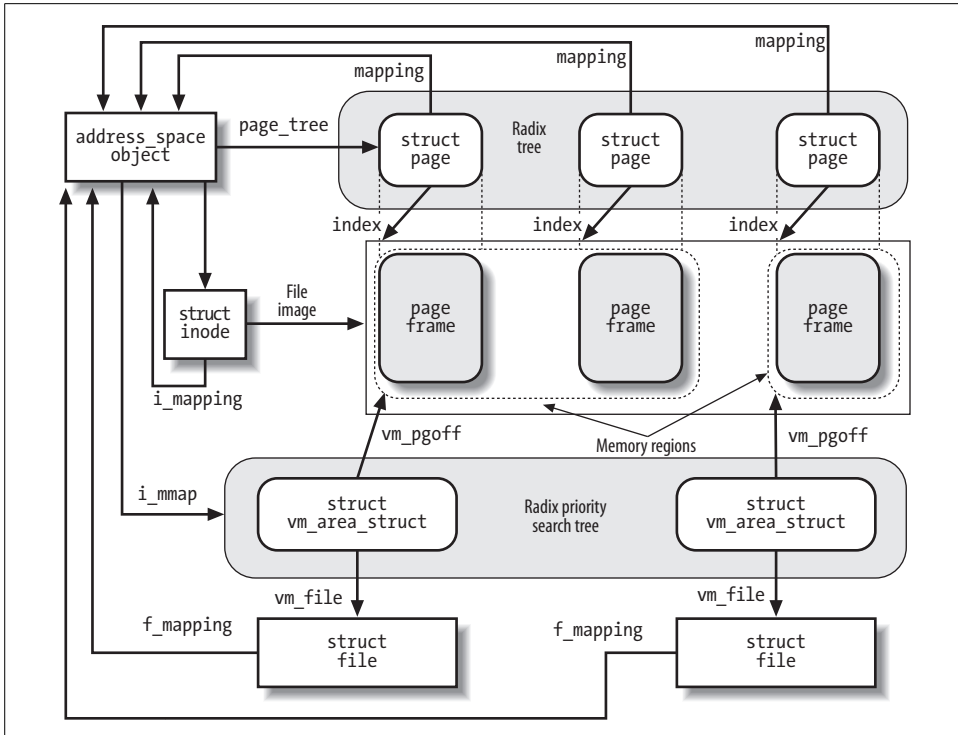 mapping
mapping
mapping
address_space
object
page_tree
struct
page
Radix
tree
struct
page
struct
page
index
index
index
struct
inode
File
image
page
frame
page
frame
page
frame
i_mapping
vm_pgoff
Memory regions
vm_pgoff
i_mmap
struct
vm_area_struct
Radix priority
search tree
struct
vm_area_struct
vm_file
vm_file
f_mapping
struct
file
f_mapping
struct
file